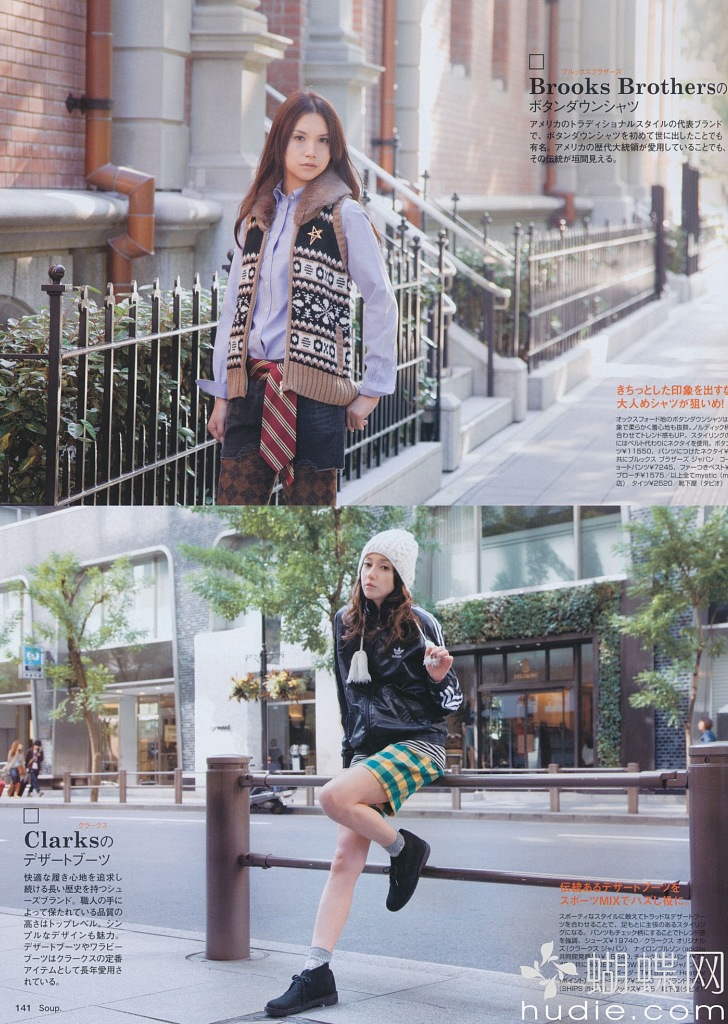 ブルックスブラザーズ
Brooks Brothersの
ボタンダウンシャツ
アメリカのトラディショナルスタイルの代表ブランド
で、ボタンダウンシャツを初めて世に出したことでも
有名。アメリカの歴代大統領が愛用していることでも、
その伝統が垣間見える。
きちっとした印象を出すな
大人めシャツが狙いめ!
オックスフォード地のボタンダウンシャツは
象で柔らかく着心地も抜群。ノルディック柄
合わせてトレンド感もUP。スタイリング
にはベルト代わりにネクタイを使用。ボタン
ツ¥11550、パンツにつけたネクタイ¥
共にブルックス ブラザーズ ジャパン
ョートパンツ¥7245、ファーつきベスト¥
ブローチ¥1575/以上全てmystic
店) タイツ¥2520/靴下屋(タビオ)
adidas
クラークス
Clarksの
デザートブーツ
快適な履き心地を追求し
続ける長い歴史を持つシュ
ーズブランド。職人の手に
よって保たれている品質の
高さはトップレベル。シン
プルなデザインも魅力。
デザートブーツやワラビー
ブーツはクラークスの定番
アイテムとして長年愛用さ
れている。
伝統あるデザートブーツを
スポーツMIXでハズし役に
スポーティなスタイルに敢えてトラッドなデザートブー
ツを合わせることで、足もとに主張のあるスタイリ
ングになる。パンツもチェック柄にすることでトレンド感
を強調。シューズ¥19740/クラークス オリジナル
ズ(クラークス ジャパン) ナイロンブルゾン
141 Soup.
蝴蝶网
hudie.com